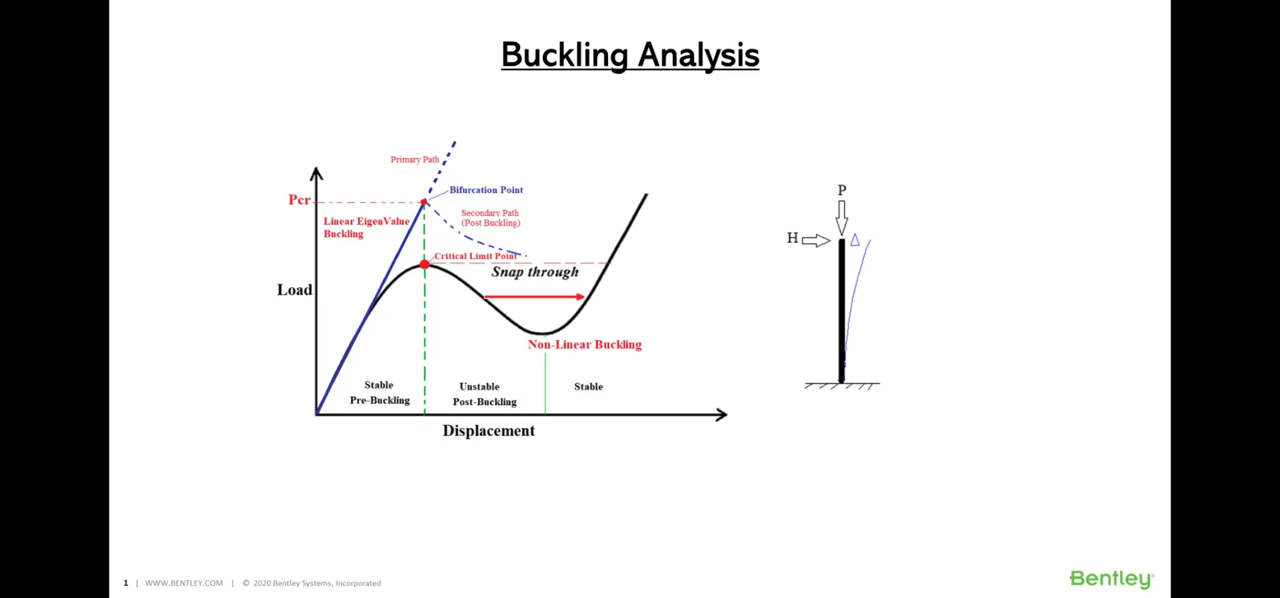 Buckling Analysis
Primary Path
Pcr
Bifurcation Point
Linear EigenValue
Buckling
Secondary Path
(Post Buckling)
Critical Limit Point
Snap through
Load
Non-Linear Buckling
Stable
Pre-Buckling
Unstable
Post-Buckling
Stable
Displacement
P
H
Δ
1 | WWW.BENTLEY.COM | © 2020 Bentley Systems, Incorporated
Bentley